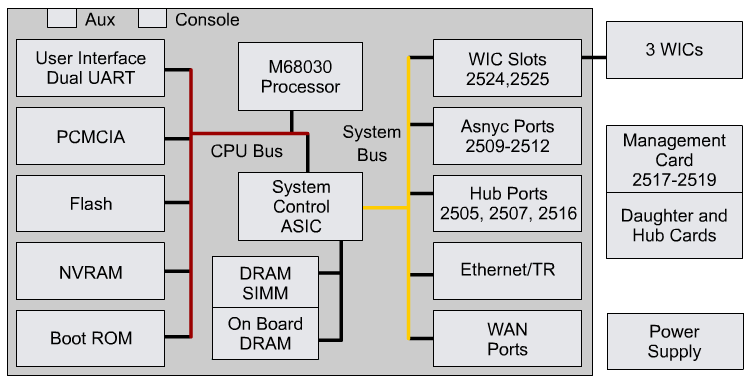 Aux
Console
User Interface
Dual UART
PCMCIA
Flash
NVRAM
Boot ROM
M68030
Processor
CPU Bus
System
Control
ASIC
DRAM
SIMM
On Board
DRAM
System
Bus
WIC Slots
2524,2525
Asnyc Ports
2509-2512
Hub Ports
2505, 2507, 2516
Ethernet/TR
WAN
Ports
3 WICs
Management
Card
2517-2519
Daughter and
Hub Cards
Power
Supply